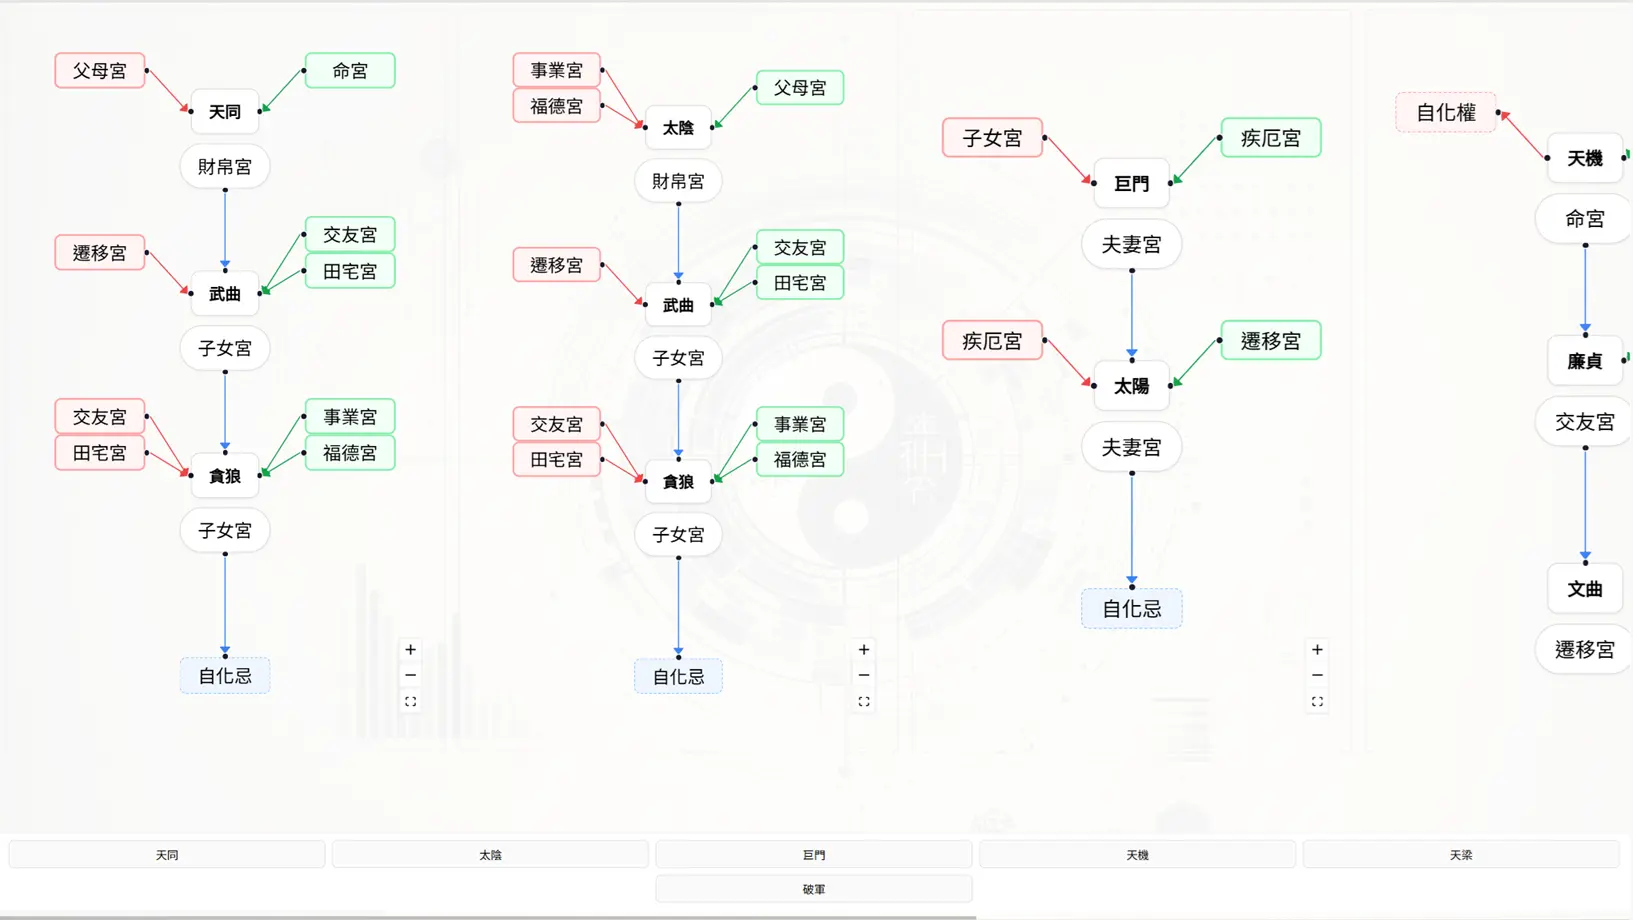 父母宮
命宮
天同
財帛宮
遷移宮
交友宮
田宅宮
武曲
子女宮
交友宮
田宅宮
事業宮
福德宮
貪狼
子女宮
自化忌
事業宮
福德宮
父母宮
太陰
財帛宮
遷移宮
交友宮
田宅宮
武曲
子女宮
交友宮
田宅宮
事業宮
福德宮
貪狼
子女宮
自化忌
子女宮
疾厄宮
巨門
夫妻宮
疾厄宮
遷移宮
太陽
夫妻宮
自化忌
自化權
天機
命宮
廉貞
交友宮
文曲
遷移宮
天同
太陰
巨門
天機
天梁
破軍